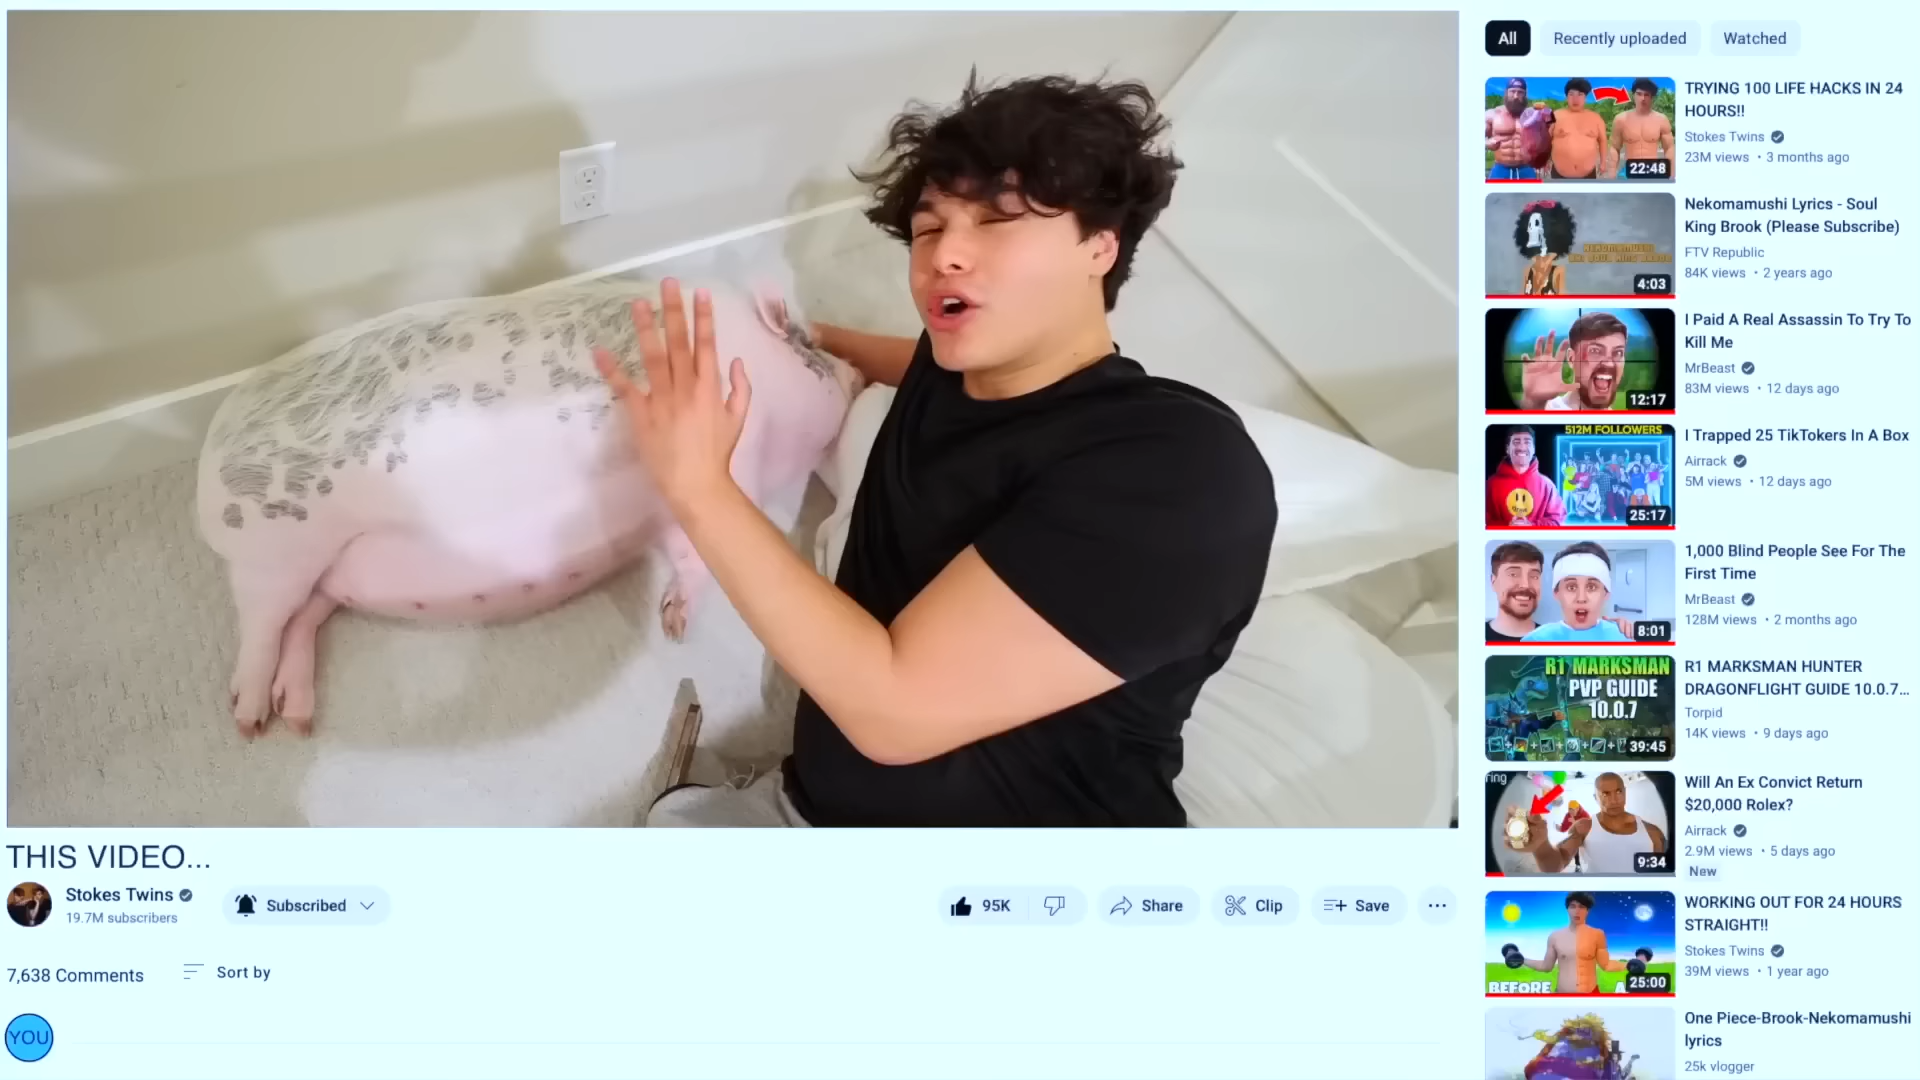 THIS VIDEO...
Stokes Twins
19.7M subscribers
Subscribed
95K
Share
Clip
Save
7,638 Comments
Sort by
YOU
All
Recently uploaded
Watched
22:48
TRYING 100 LIFE HACKS IN 24
HOURS!!
Stokes Twins
23M views • 3 months ago
4:03
Nekomamushi Lyrics - Soul
King Brook (Please Subscribe)
FTV Republic
84K views • 2 years ago
12:17
I Paid A Real Assassin To Try To
Kill Me
MrBeast
83M views • 12 days ago
512M FOLLOWERS
25:17
I Trapped 25 TikTokers In A Box
Airrack
5M views • 12 days ago
8:01
1,000 Blind People See For The
First Time
MrBeast
128M views • 2 months ago
R1 MARKSMAN
PVP GUIDE
10.0.7
39:45
R1 MARKSMAN HUNTER
DRAGONFLIGHT GUIDE 10.0.7...
Torpid
14K views • 9 days ago
ring
9:34
Will An Ex Convict Return
$20,000 Rolex?
Airrack
2.9M views • 5 days ago
New
BEFORE
25:00
WORKING OUT FOR 24 HOURS
STRAIGHT!!
Stokes Twins
39M views • 1 year ago
One Piece-Brook-Nekomamushi
lyrics
25k vlogger